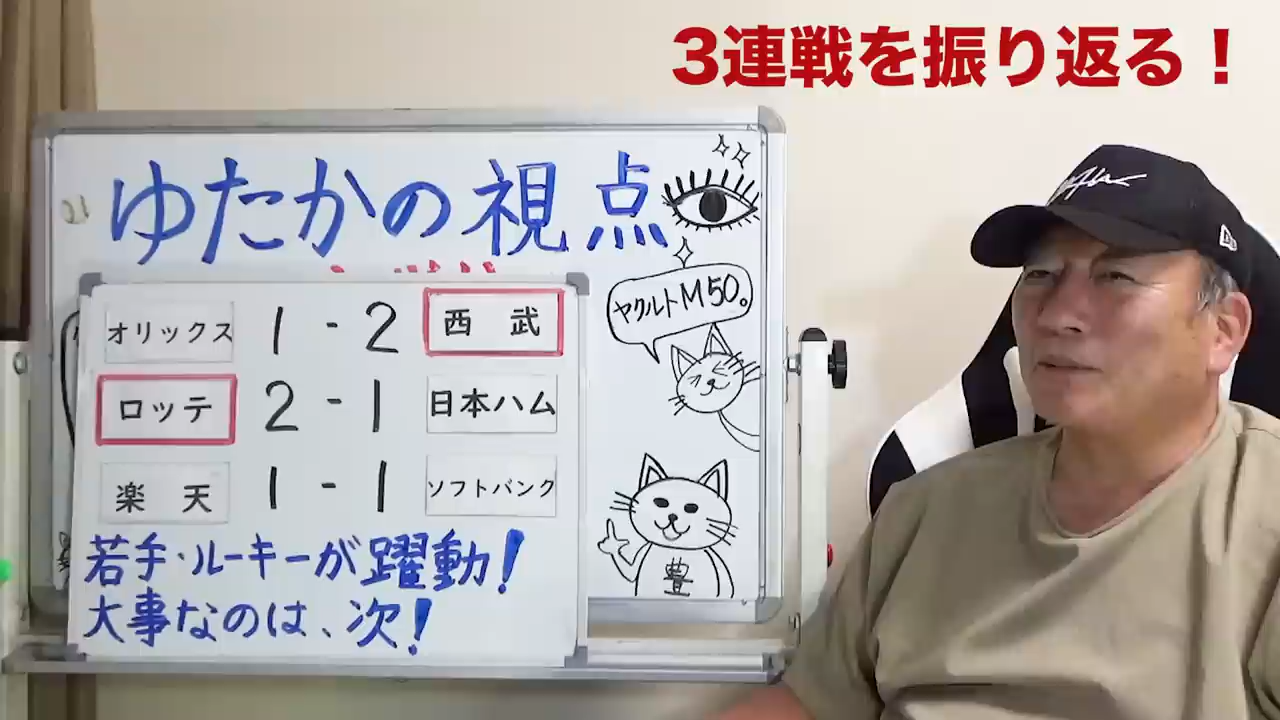 3連戦を振り返る！
ゆたかの視点
ヤクルトM50。
オリックス 1 - 2 西武
ロッテ 2 - 1 日本ハム
楽天 1 - 1 ソフトバンク
豊
若手・ルーキーが躍動!
大事なのは、次!